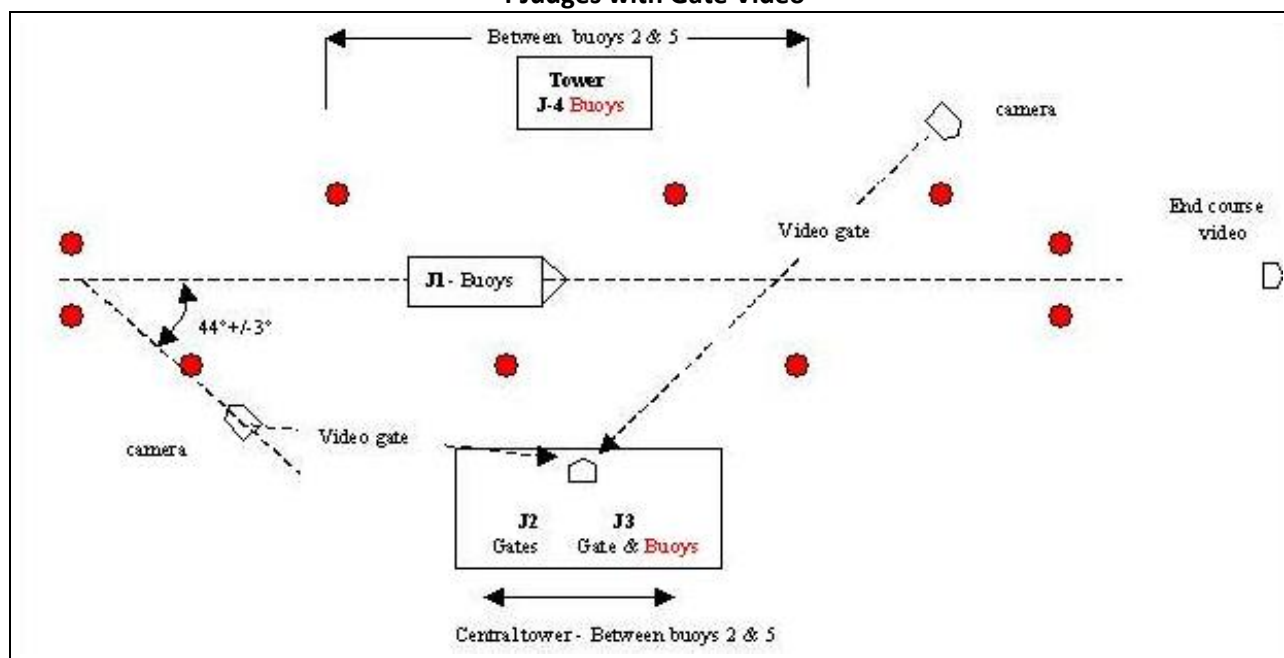 4 Judges with Gate Video
Between buoys 2 & 5
Tower
J-4 Buoys
camera
End course
video
Video gate
J1 - Buoys
44°+/-3°
Video gate
camera
J2 J3
Gates Gate & Buoys
Central tower - Between buoys 2 & 5